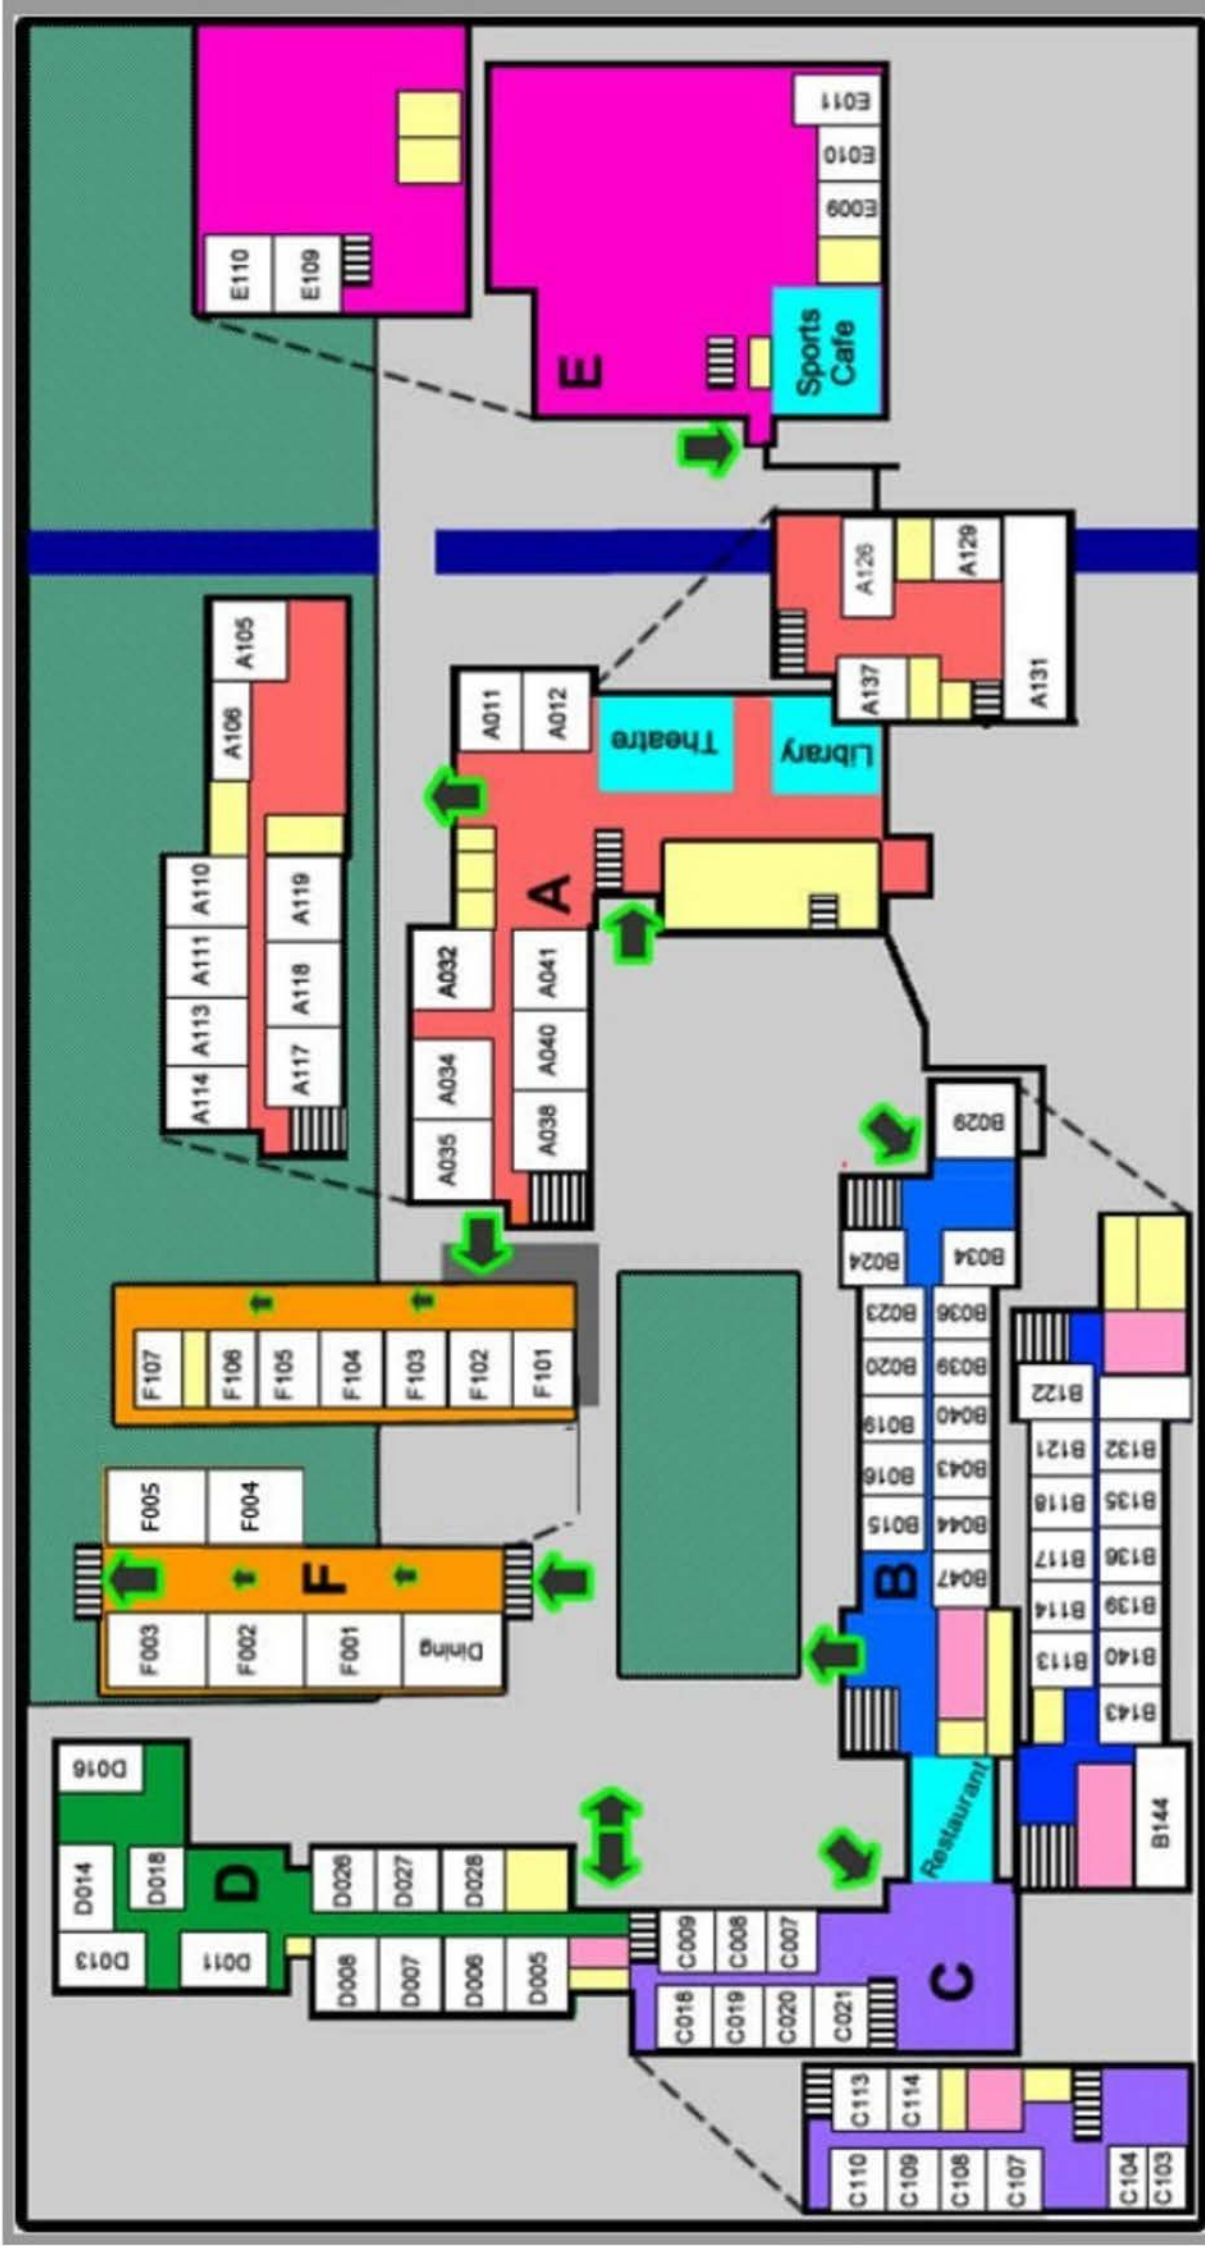 E110
E109
E
Sports
Cafe
E009
E010
E011
A105
A106
A110
A111
A113
A114
A119
A118
A117
A011
A012
Theatre
Library
A
A032
A034
A035
A041
A040
A038
A126
A129
A137
A131
F107
F106
F105
F104
F103
F102
F101
F005
F004
F
F003
F002
F001
Dining
B029
B024
B034
B023
B036
B020
B039
B019
B040
B016
B043
B015
B044
B
B047
B122
B121
B132
B118
B135
B117
B136
B114
B139
B113
B140
B143
B144
Restaurant
D016
D014
D018
D
D013
D011
D026
D027
D028
D008
D007
D006
D005
C009
C008
C007
C018
C019
C020
C021
C
C113
C114
C110
C109
C108
C107
C104
C103